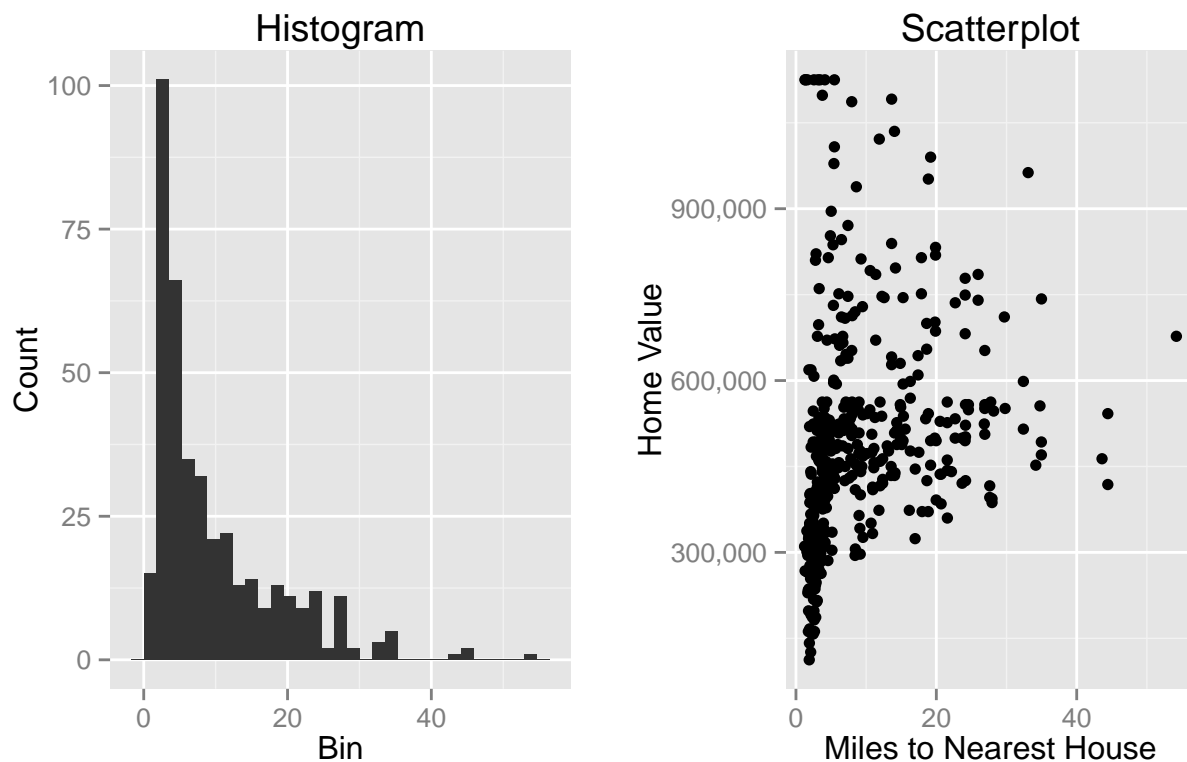 Histogram
100
75
50
25
0
Count
0 20 40
Bin
Scatterplot
900,000
600,000
300,000
Home Value
0 20 40
Miles to Nearest House